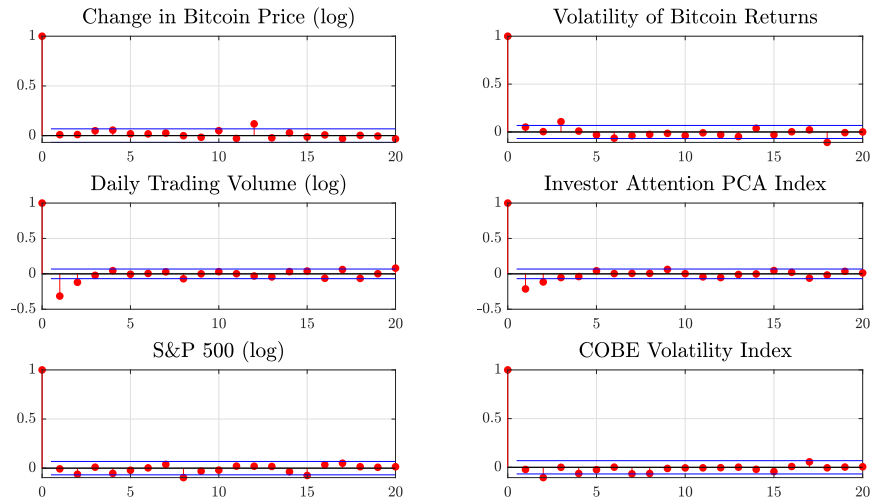 Change in Bitcoin Price (log)
1
0.5
0
0 5 10 15 20
Volatility of Bitcoin Returns
1
0.5
0
0 5 10 15 20
Daily Trading Volume (log)
1
0.5
0
-0.5
0 5 10 15 20
Investor Attention PCA Index
1
0.5
0
-0.5
0 5 10 15 20
S&P 500 (log)
1
0.5
0
0 5 10 15 20
COBE Volatility Index
1
0.5
0
0 5 10 15 20